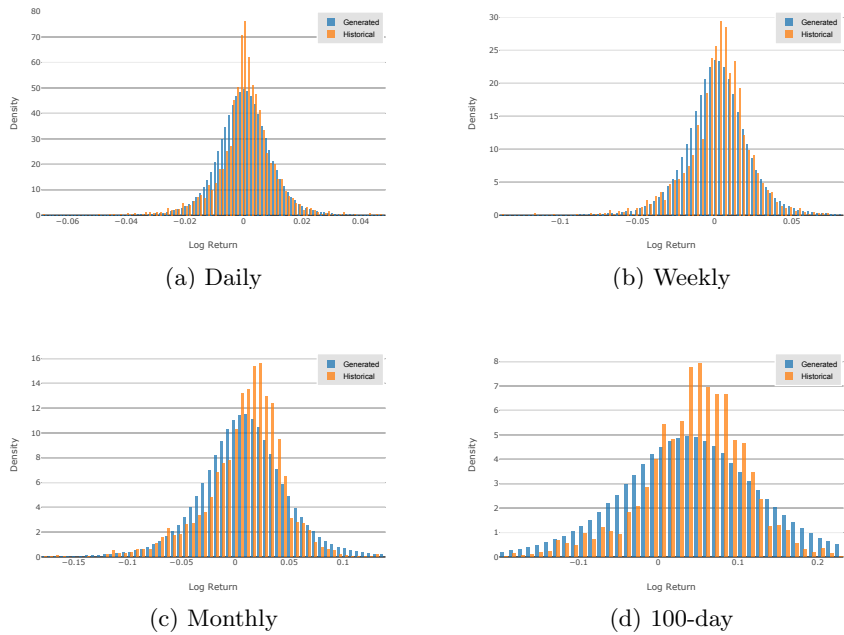 80
70
60
50
40
30
20
10
0
Density
−0.06
−0.04
−0.02
0
0.02
0.04
Log Return
Generated
Historical
(a) Daily
30
25
20
15
10
5
0
Density
−0.1
−0.05
0
0.05
Log Return
Generated
Historical
(b) Weekly
16
14
12
10
8
6
4
2
0
Density
−0.15
−0.1
−0.05
0
0.05
0.1
Log Return
Generated
Historical
(c) Monthly
8
7
6
5
4
3
2
1
0
Density
−0.1
0
0.1
0.2
Log Return
Generated
Historical
(d) 100-day